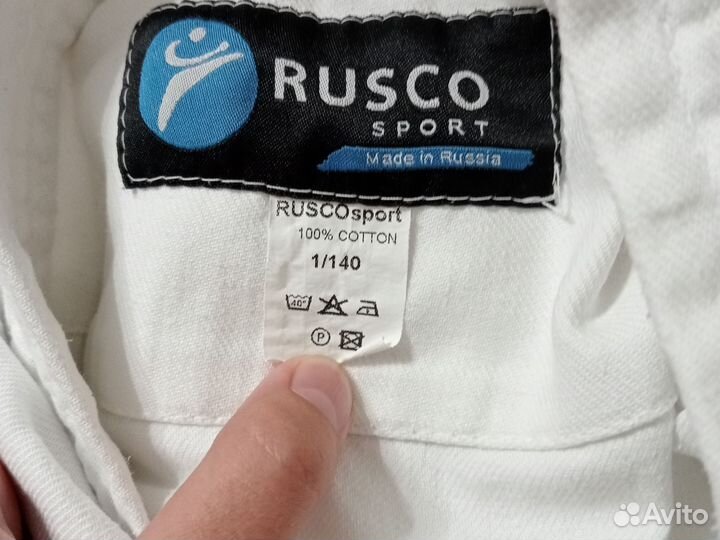 RUSCO
SPORT
Made in Russia
RUSCOsport
100% COTTON
1/140
40°
P
Avito